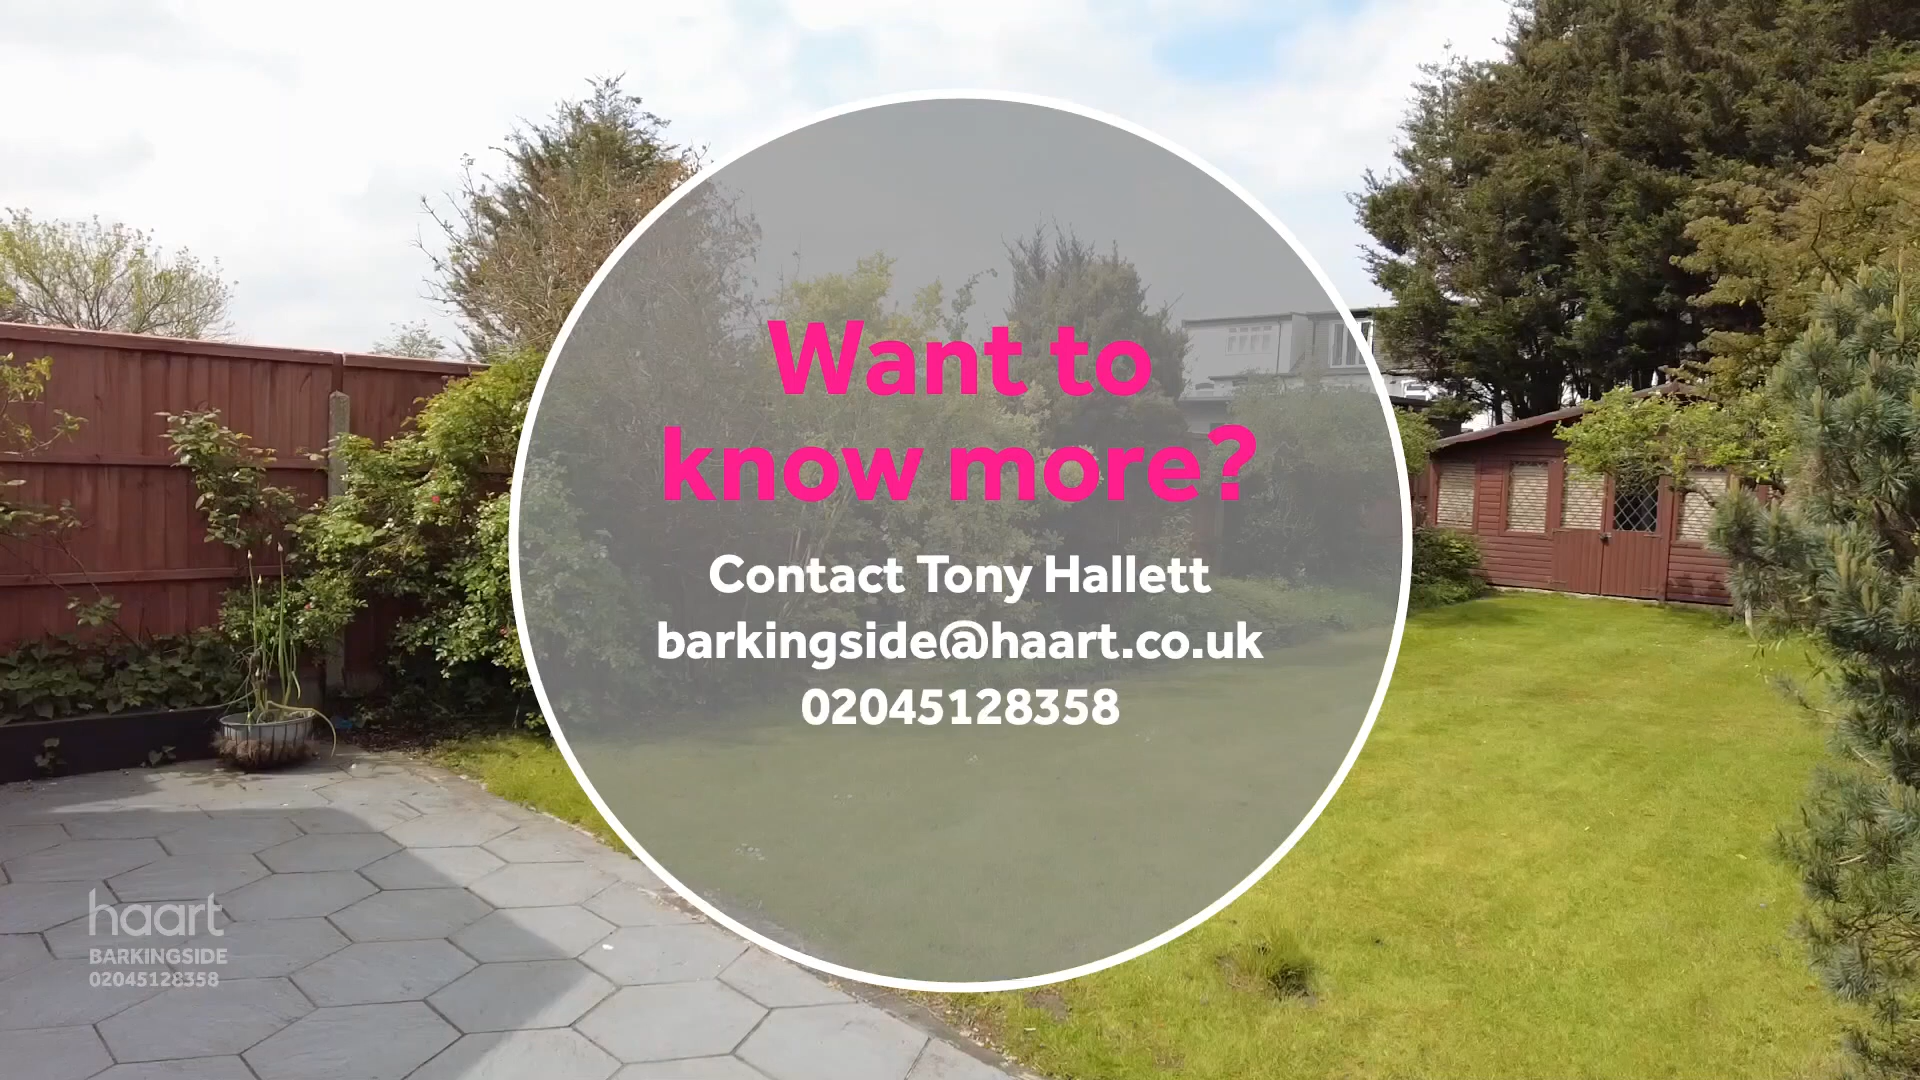 Want to
know more?
Contact Tony Hallett
barkingside@haart.co.uk
02045128358
haart
BARKINGSIDE
02045128358